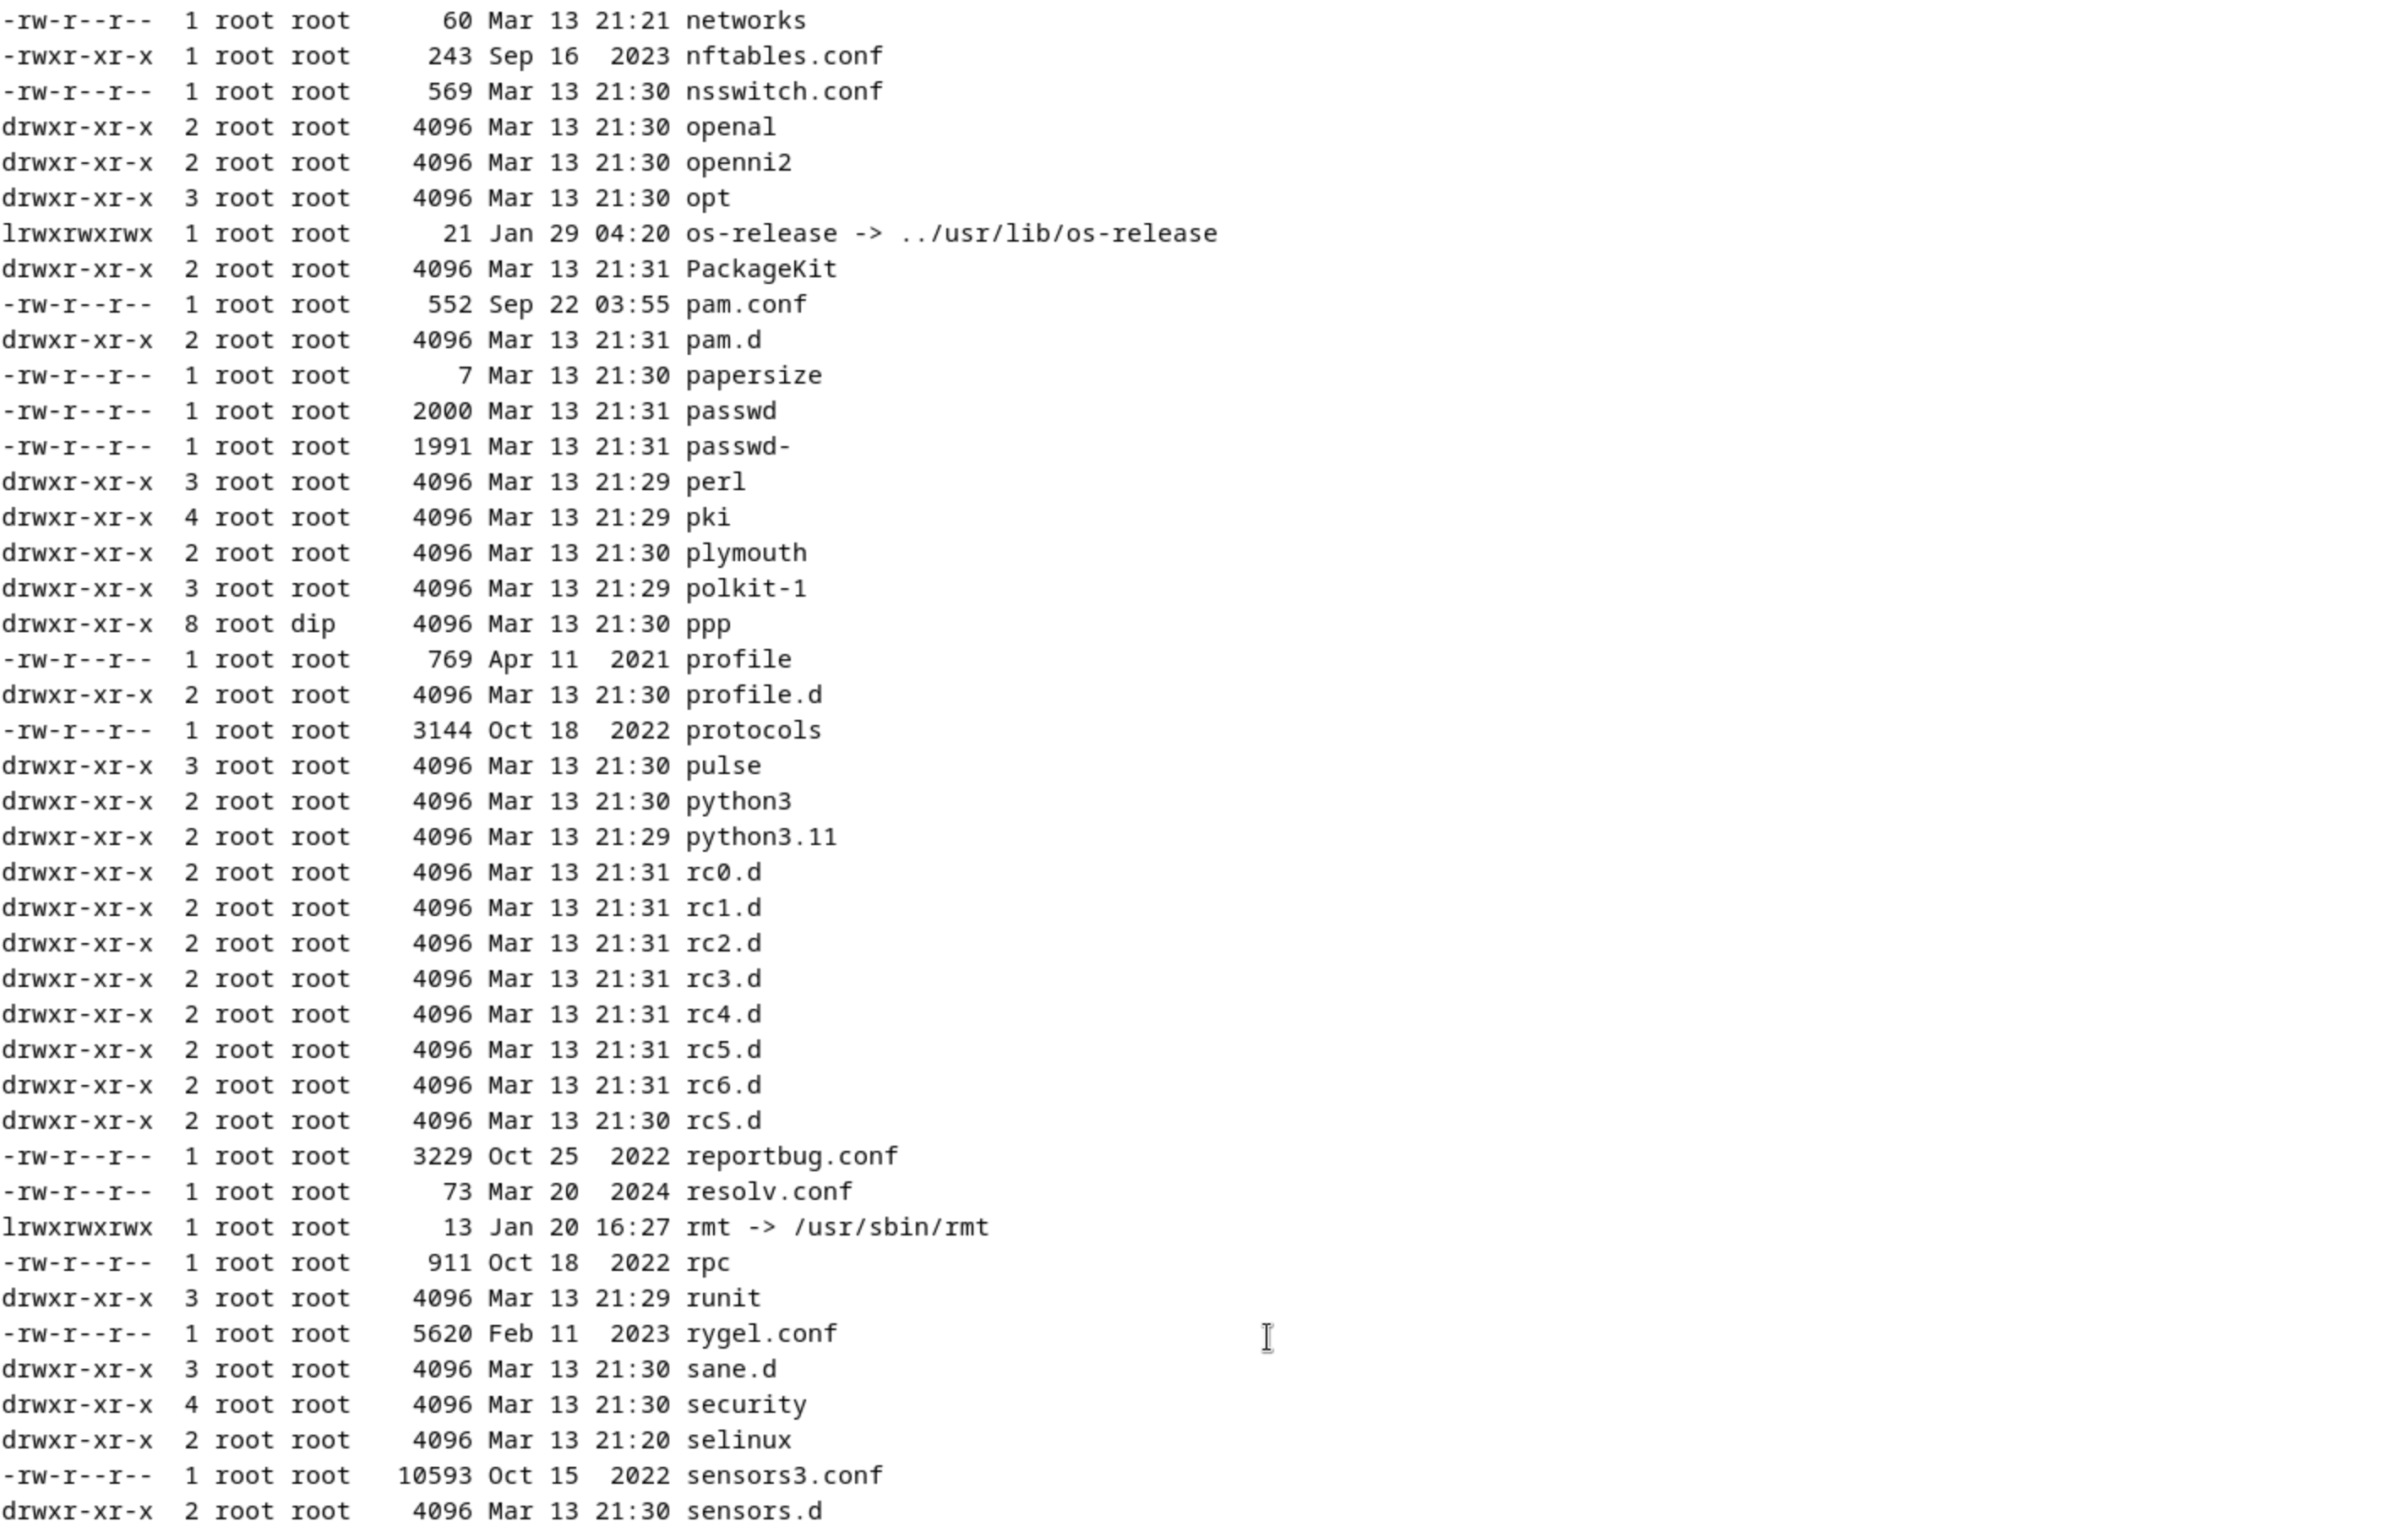 -rw-r--r--  1 root root      60 Mar 13 21:21 networks
-rwxr-xr-x  1 root root     243 Sep 16  2023 nftables.conf
-rw-r--r--  1 root root     569 Mar 13 21:30 nsswitch.conf
drwxr-xr-x  2 root root    4096 Mar 13 21:30 openal
drwxr-xr-x  2 root root    4096 Mar 13 21:30 openni2
drwxr-xr-x  3 root root    4096 Mar 13 21:30 opt
lrwxrwxrwx  1 root root      21 Jan 29 04:20 os-release -> ../usr/lib/os-release
drwxr-xr-x  2 root root    4096 Mar 13 21:31 PackageKit
-rw-r--r--  1 root root     552 Sep 22 03:55 pam.conf
drwxr-xr-x  2 root root    4096 Mar 13 21:31 pam.d
-rw-r--r--  1 root root       7 Mar 13 21:30 papersize
-rw-r--r--  1 root root    2000 Mar 13 21:31 passwd
-rw-r--r--  1 root root    1991 Mar 13 21:31 passwd-
drwxr-xr-x  3 root root    4096 Mar 13 21:29 perl
drwxr-xr-x  4 root root    4096 Mar 13 21:29 pki
drwxr-xr-x  2 root root    4096 Mar 13 21:30 plymouth
drwxr-xr-x  3 root root    4096 Mar 13 21:29 polkit-1
drwxr-xr-x  8 root dip     4096 Mar 13 21:30 ppp
-rw-r--r--  1 root root     769 Apr 11  2021 profile
drwxr-xr-x  2 root root    4096 Mar 13 21:30 profile.d
-rw-r--r--  1 root root    3144 Oct 18  2022 protocols
drwxr-xr-x  3 root root    4096 Mar 13 21:30 pulse
drwxr-xr-x  2 root root    4096 Mar 13 21:30 python3
drwxr-xr-x  2 root root    4096 Mar 13 21:29 python3.11
drwxr-xr-x  2 root root    4096 Mar 13 21:31 rc0.d
drwxr-xr-x  2 root root    4096 Mar 13 21:31 rc1.d
drwxr-xr-x  2 root root    4096 Mar 13 21:31 rc2.d
drwxr-xr-x  2 root root    4096 Mar 13 21:31 rc3.d
drwxr-xr-x  2 root root    4096 Mar 13 21:31 rc4.d
drwxr-xr-x  2 root root    4096 Mar 13 21:31 rc5.d
drwxr-xr-x  2 root root    4096 Mar 13 21:31 rc6.d
drwxr-xr-x  2 root root    4096 Mar 13 21:30 rcS.d
-rw-r--r--  1 root root    3229 Oct 25  2022 reportbug.conf
-rw-r--r--  1 root root      73 Mar 20  2024 resolv.conf
lrwxrwxrwx  1 root root      13 Jan 20 16:27 rmt -> /usr/sbin/rmt
-rw-r--r--  1 root root     911 Oct 18  2022 rpc
drwxr-xr-x  3 root root    4096 Mar 13 21:29 runit
-rw-r--r--  1 root root    5620 Feb 11  2023 rygel.conf
drwxr-xr-x  3 root root    4096 Mar 13 21:30 sane.d
drwxr-xr-x  4 root root    4096 Mar 13 21:30 security
drwxr-xr-x  2 root root    4096 Mar 13 21:20 selinux
-rw-r--r--  1 root root   10593 Oct 15  2022 sensors3.conf
drwxr-xr-x  2 root root    4096 Mar 13 21:30 sensors.d